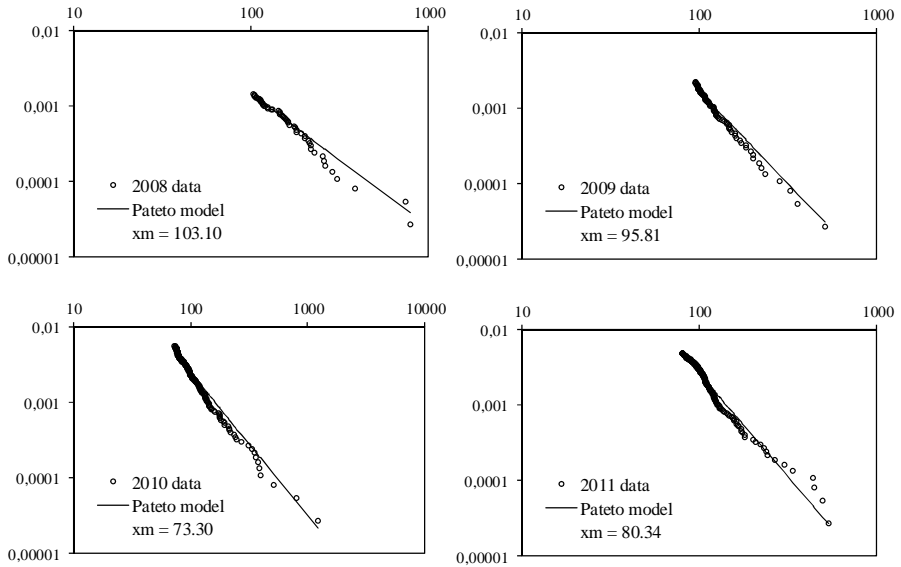 10 100 1000
0,01
0,001
0,0001
0,00001
2008 data
Pateto model
xm = 103.10
10 100 1000
0,01
0,001
0,0001
0,00001
2009 data
Pateto model
xm = 95.81
10 100 1000 10000
0,01
0,001
0,0001
0,00001
2010 data
Pateto model
xm = 73.30
10 100 1000
0,01
0,001
0,0001
0,00001
2011 data
Pateto model
xm = 80.34